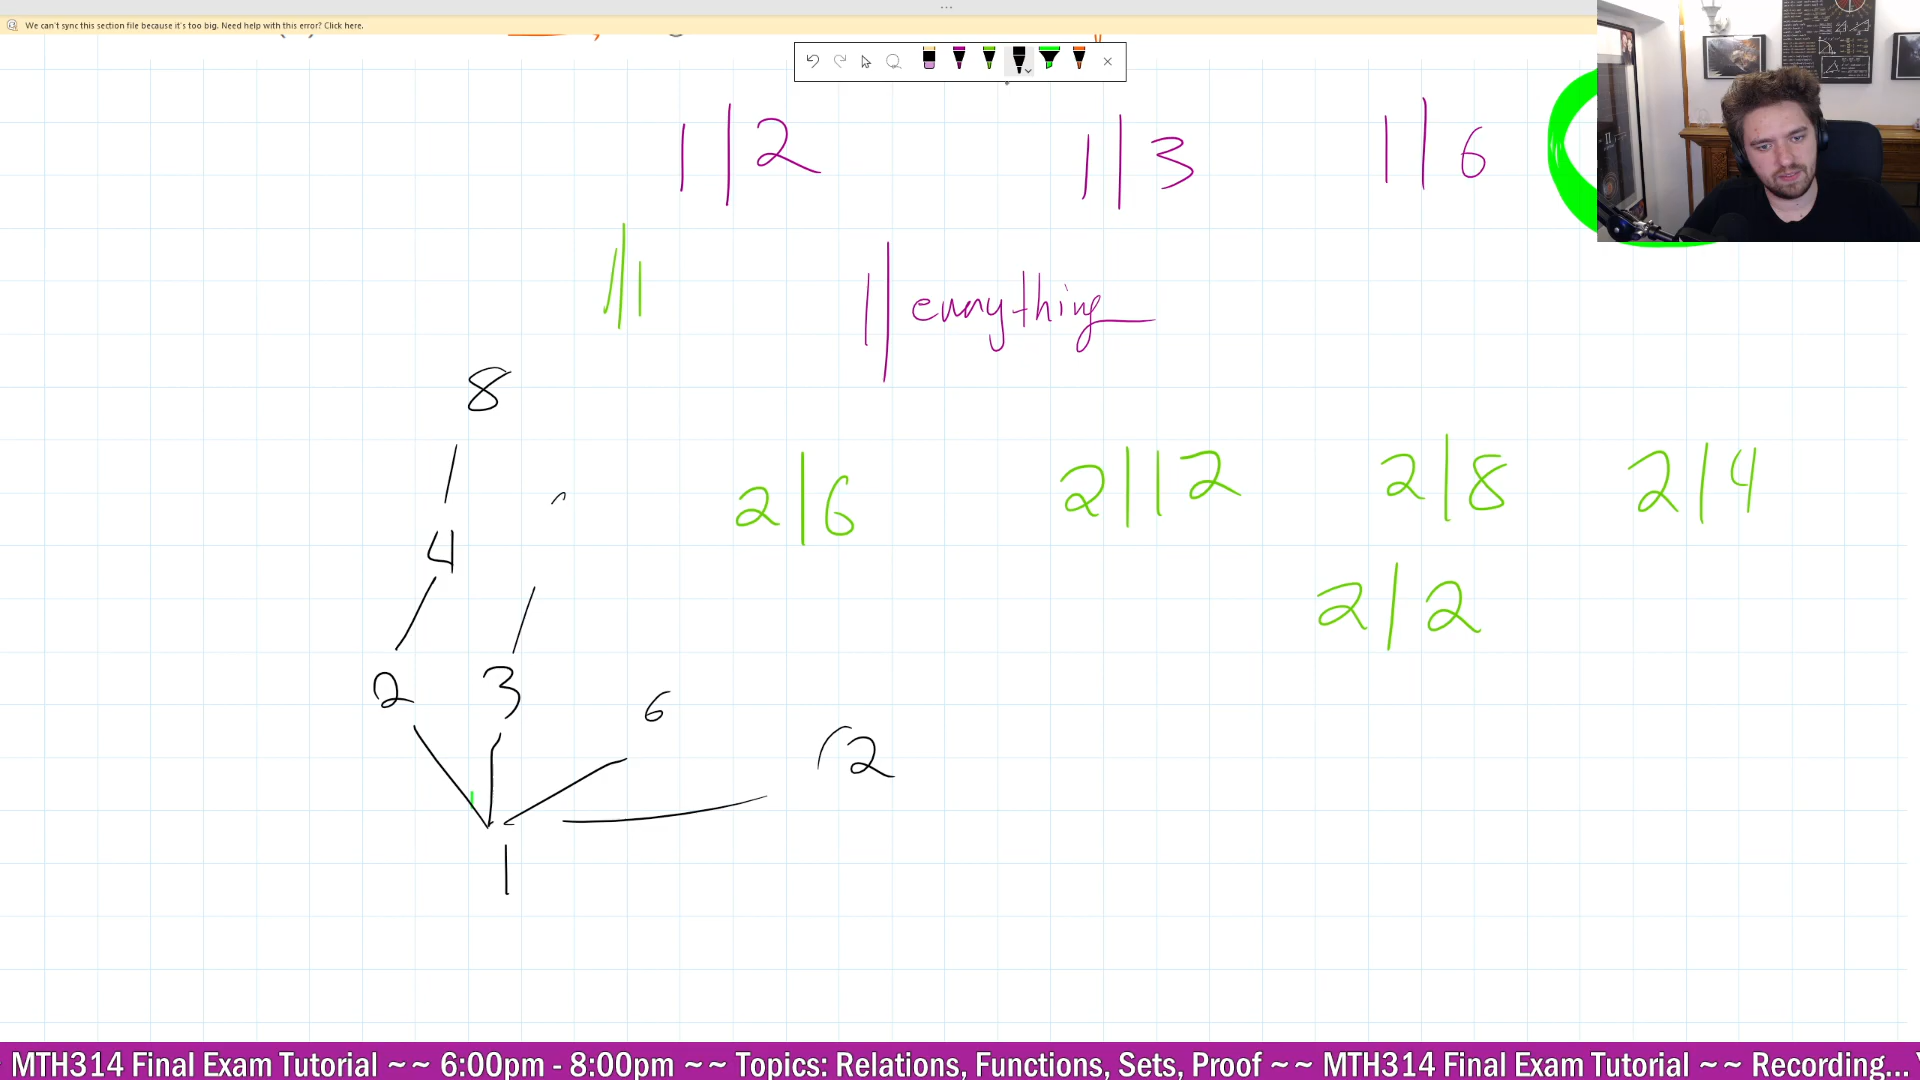 We can't sync this section file because it's too big. Need help with this error? Click here.
1|2 1|3 1|6
1|1 1|everything
8
2|6 2|12 2|8 2|4
4
2|2
2 3 6
12
1
~ MTH314 Final Exam Tutorial ~~ 6:00pm - 8:00pm ~~ Topics: Relations, Functions, Sets, Proof ~~ MTH314 Final Exam Tutorial ~~ Recording...